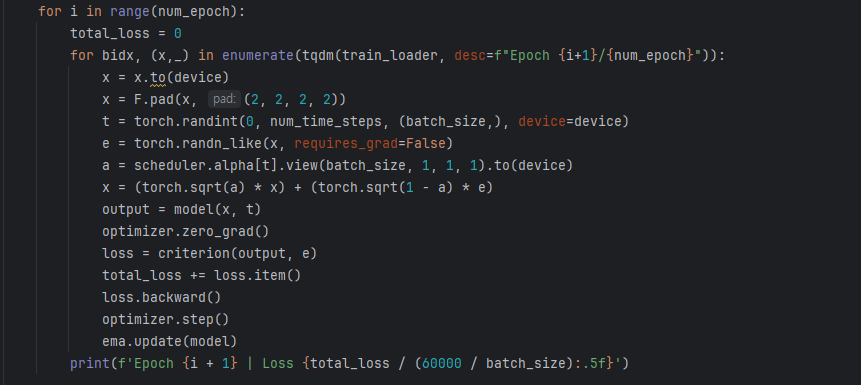 for i in range(num_epoch):
    total_loss = 0
    for bidx, (x,_) in enumerate(tqdm(train_loader, desc=f"Epoch {i+1}/{num_epoch}")):
        x = x.to(device)
        x = F.pad(x, pad: (2, 2, 2, 2))
        t = torch.randint(0, num_time_steps, (batch_size,), device=device)
        e = torch.randn_like(x, requires_grad=False)
        a = scheduler.alpha[t].view(batch_size, 1, 1, 1).to(device)
        x = (torch.sqrt(a) * x) + (torch.sqrt(1 - a) * e)
        output = model(x, t)
        optimizer.zero_grad()
        loss = criterion(output, e)
        total_loss += loss.item()
        loss.backward()
        optimizer.step()
        ema.update(model)
    print(f'Epoch {i + 1} | Loss {total_loss / (60000 / batch_size):.5f}')